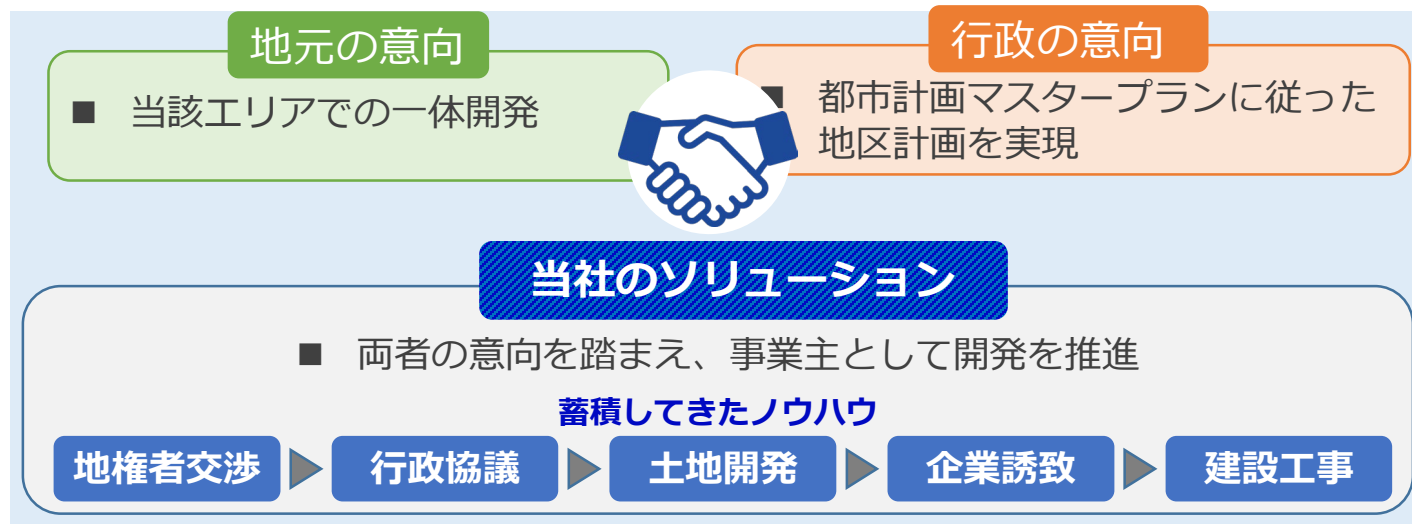 地元の意向
■ 当該エリアでの一体開発
行政の意向
■ 都市計画マスタープランに従った
地区計画を実現
当社のソリューション
■ 両者の意向を踏まえ、事業主として開発を推進
蓄積してきたノウハウ
地権者交渉
行政協議
土地開発
企業誘致
建設工事